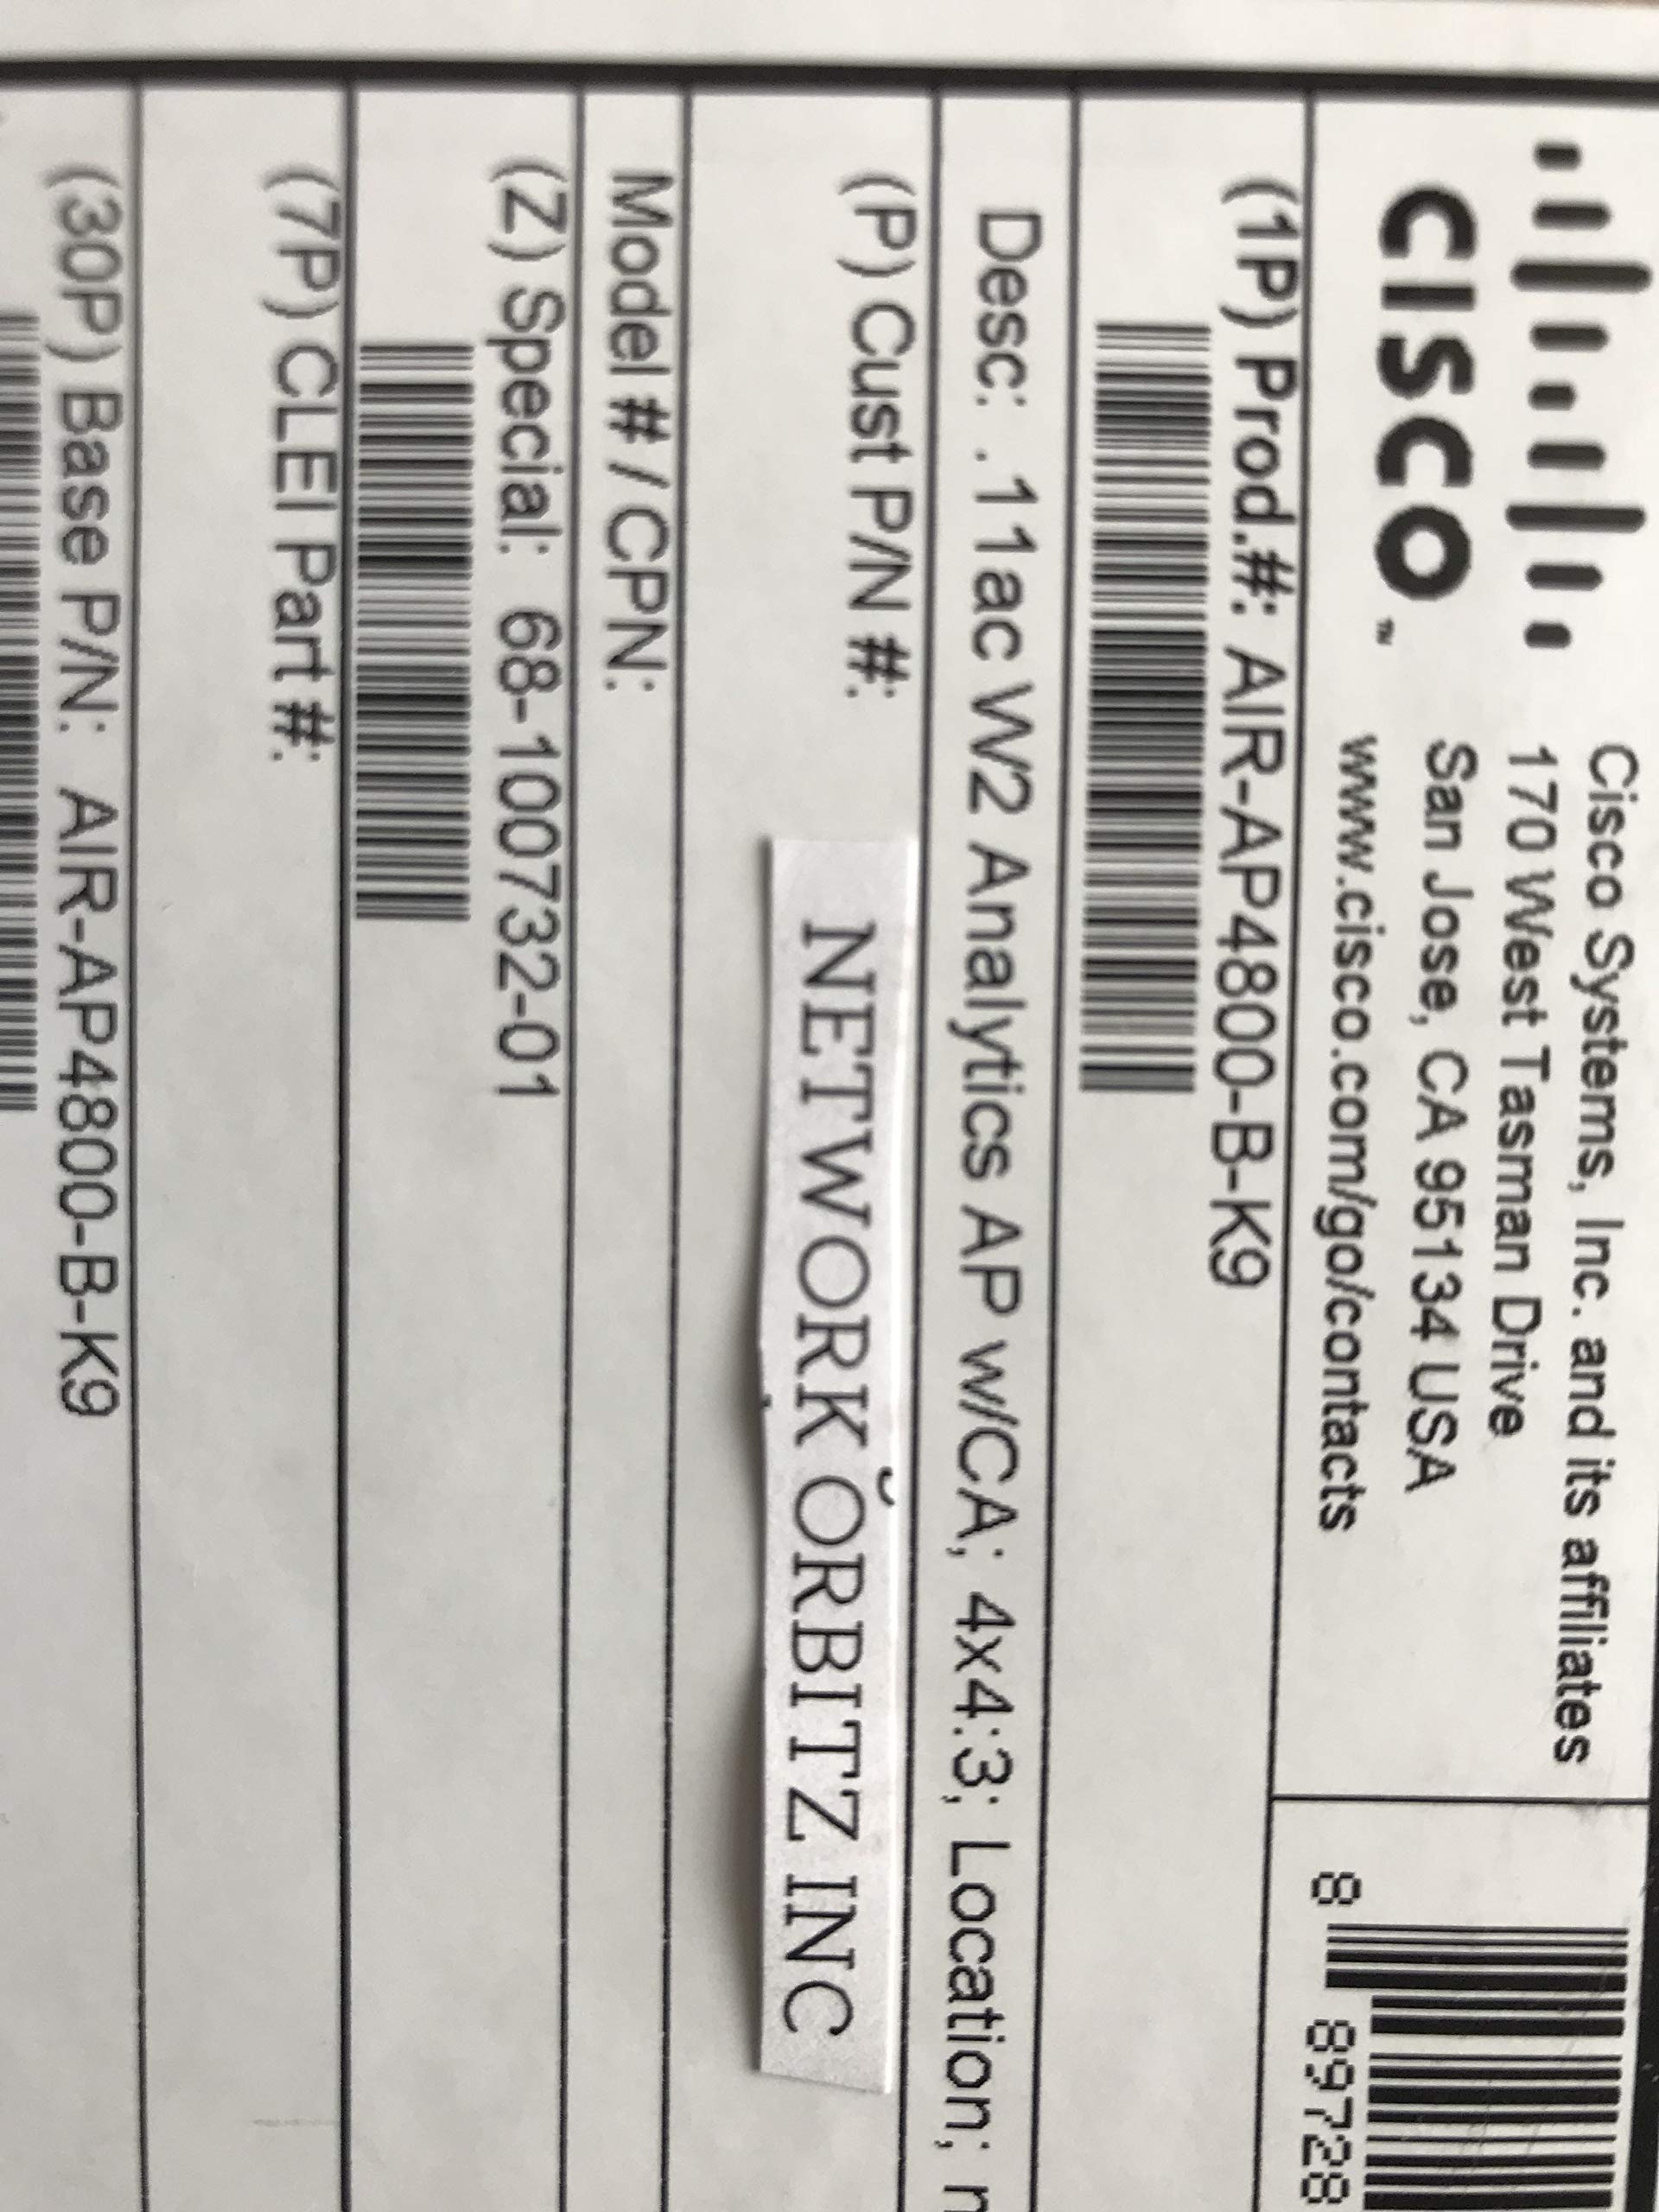 CISCO™
Cisco Systems, Inc. and its affiliates
170 West Tasman Drive
San Jose, CA 95134 USA
www.cisco.com/go/contacts
8 89728
(1P) Prod.#: AIR-AP4800-B-K9
Desc: .11ac W2 Analytics AP w/CA; 4x4:3; Location;
(P) Cust P/N #:
NETWORK ORBITZ INC
Model # / CPN:
(Z) Special: 68-100732-01
(7P) CLEI Part #:
(30P) Base P/N: AIR-AP4800-B-K9